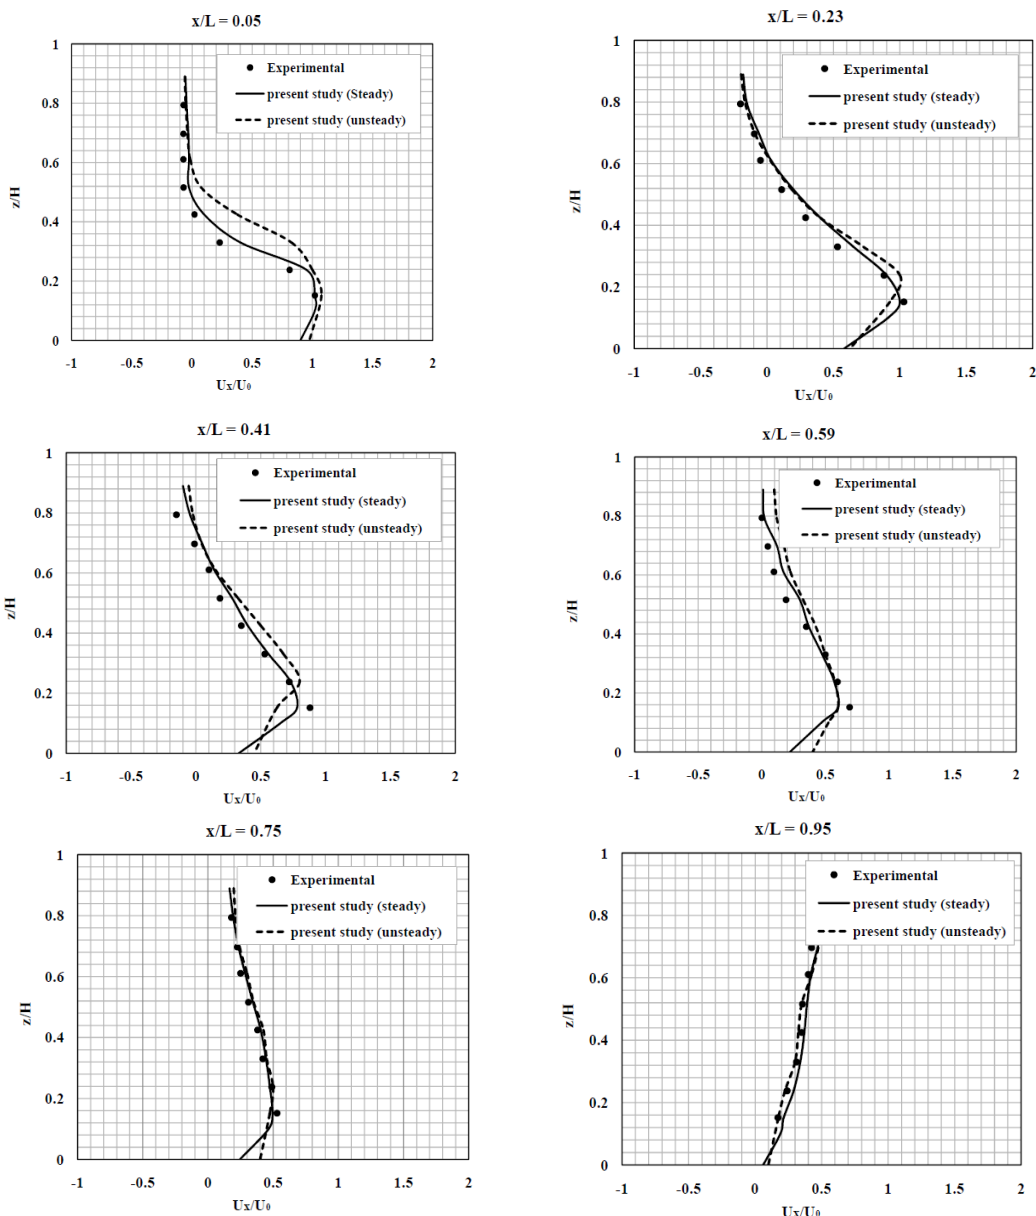 x/L = 0.05
1
0.8
0.6
0.4
0.2
0
z/H
Experimental
present study (Steady)
present study (unsteady)
-1 -0.5 0 0.5 1 1.5 2
Ux/U0
x/L = 0.23
1
0.8
0.6
0.4
0.2
0
z/H
Experimental
present study (steady)
present study (unsteady)
-1 -0.5 0 0.5 1 1.5 2
Ux/U0
x/L = 0.41
1
0.8
0.6
0.4
0.2
0
z/H
Experimental
present study (steady)
present study (unsteady)
-1 -0.5 0 0.5 1 1.5 2
Ux/U0
x/L = 0.59
1
0.8
0.6
0.4
0.2
0
z/H
Experimental
present study (steady)
present study (unsteady)
-1 -0.5 0 0.5 1 1.5 2
Ux/U0
x/L = 0.75
1
0.8
0.6
0.4
0.2
0
z/H
Experimental
present study (steady)
present study (unsteady)
-1 -0.5 0 0.5 1 1.5 2
Ux/U0
x/L = 0.95
1
0.8
0.6
0.4
0.2
0
z/H
Experimental
present study (steady)
present study (unsteady)
-1 -0.5 0 0.5 1 1.5 2
Ux/U0